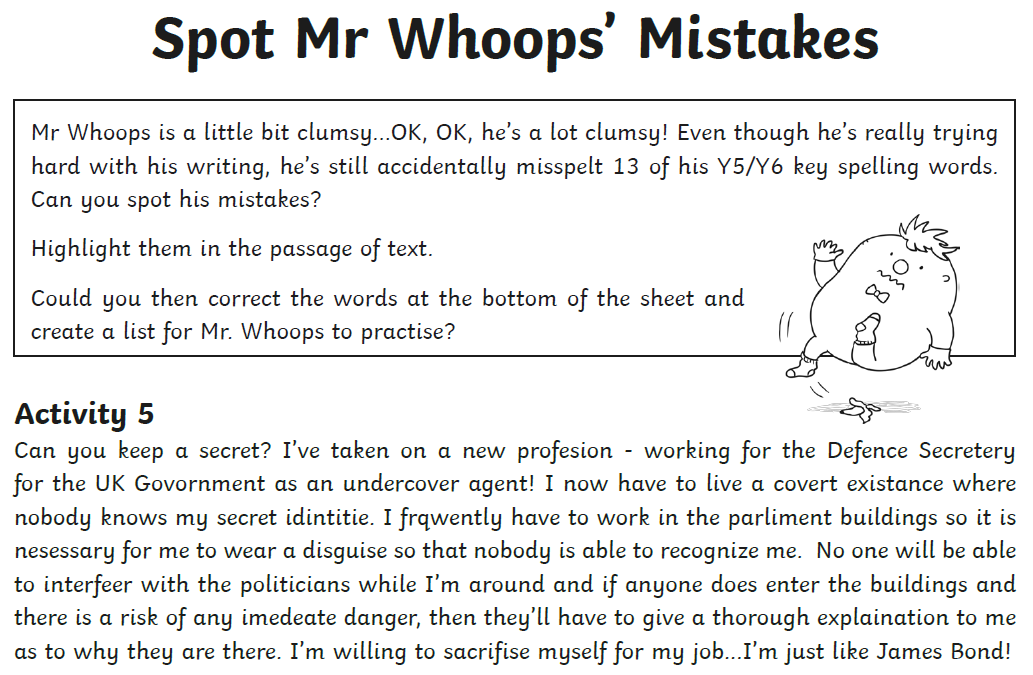 Spot Mr Whoops’ Mistakes
Mr Whoops is a little bit clumsy...OK, OK, he’s a lot clumsy! Even though he’s really trying
hard with his writing, he’s still accidentally misspelt 13 of his Y5/Y6 key spelling words.
Can you spot his mistakes?
Highlight them in the passage of text.
Could you then correct the words at the bottom of the sheet and
create a list for Mr. Whoops to practise?
Activity 5
Can you keep a secret? I’ve taken on a new profesion - working for the Defence Secretery
for the UK Govornment as an undercover agent! I now have to live a covert existance where
nobody knows my secret idintitie. I frqwently have to work in the parliment buildings so it is
nesessary for me to wear a disguise so that nobody is able to recognize me. No one will be able
to interfeer with the politicians while I’m around and if anyone does enter the buildings and
there is a risk of any imedeate danger, then they’ll have to give a thorough explaination to me
as to why they are there. I’m willing to sacrifise myself for my job...I’m just like James Bond!